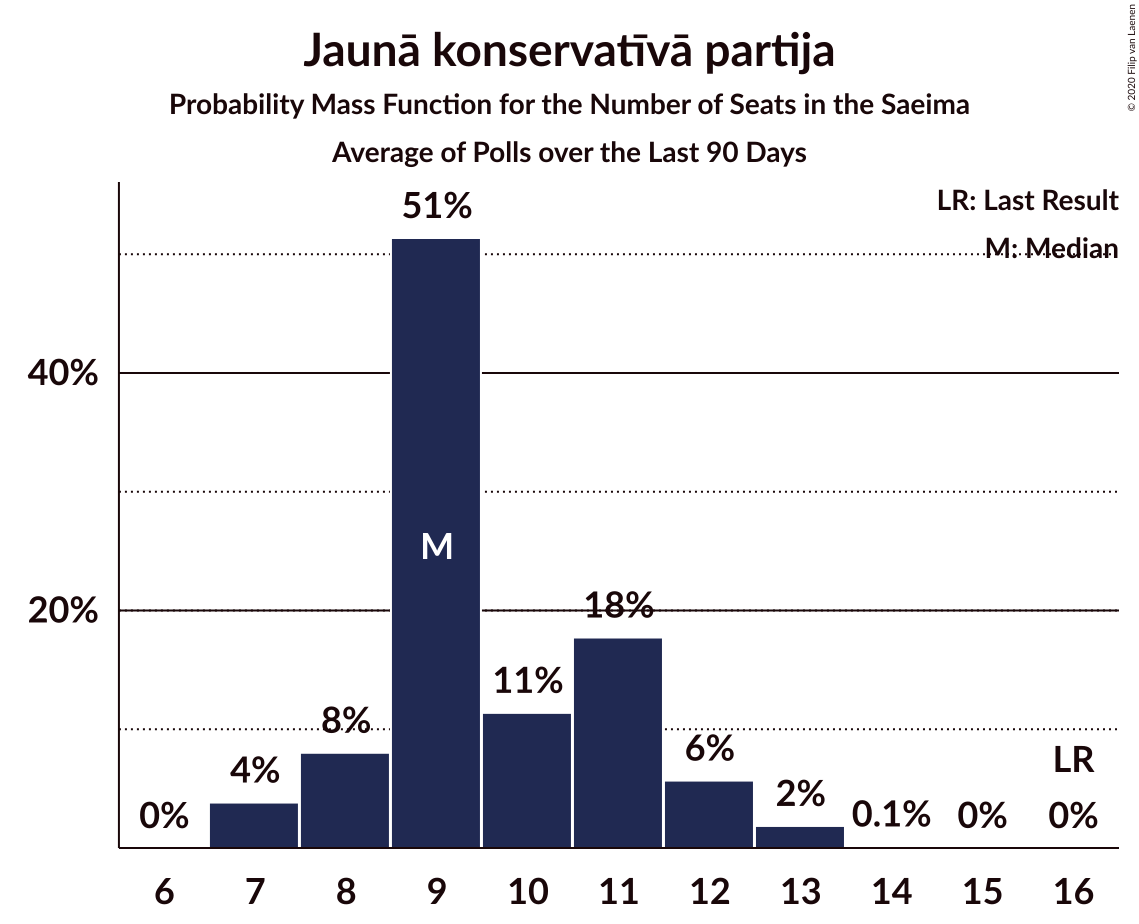 Jaunā konservatīvā partija
Probability Mass Function for the Number of Seats in the Saeima
Average of Polls over the Last 90 Days
© 2020 Filip van Laenen
LR: Last Result
M: Median
51%
40%
M
20%
18%
11%
8%
4%
6%
2%
LR
0%
0.1%
0%
0%
6 7 8 9 10 11 12 13 14 15 16